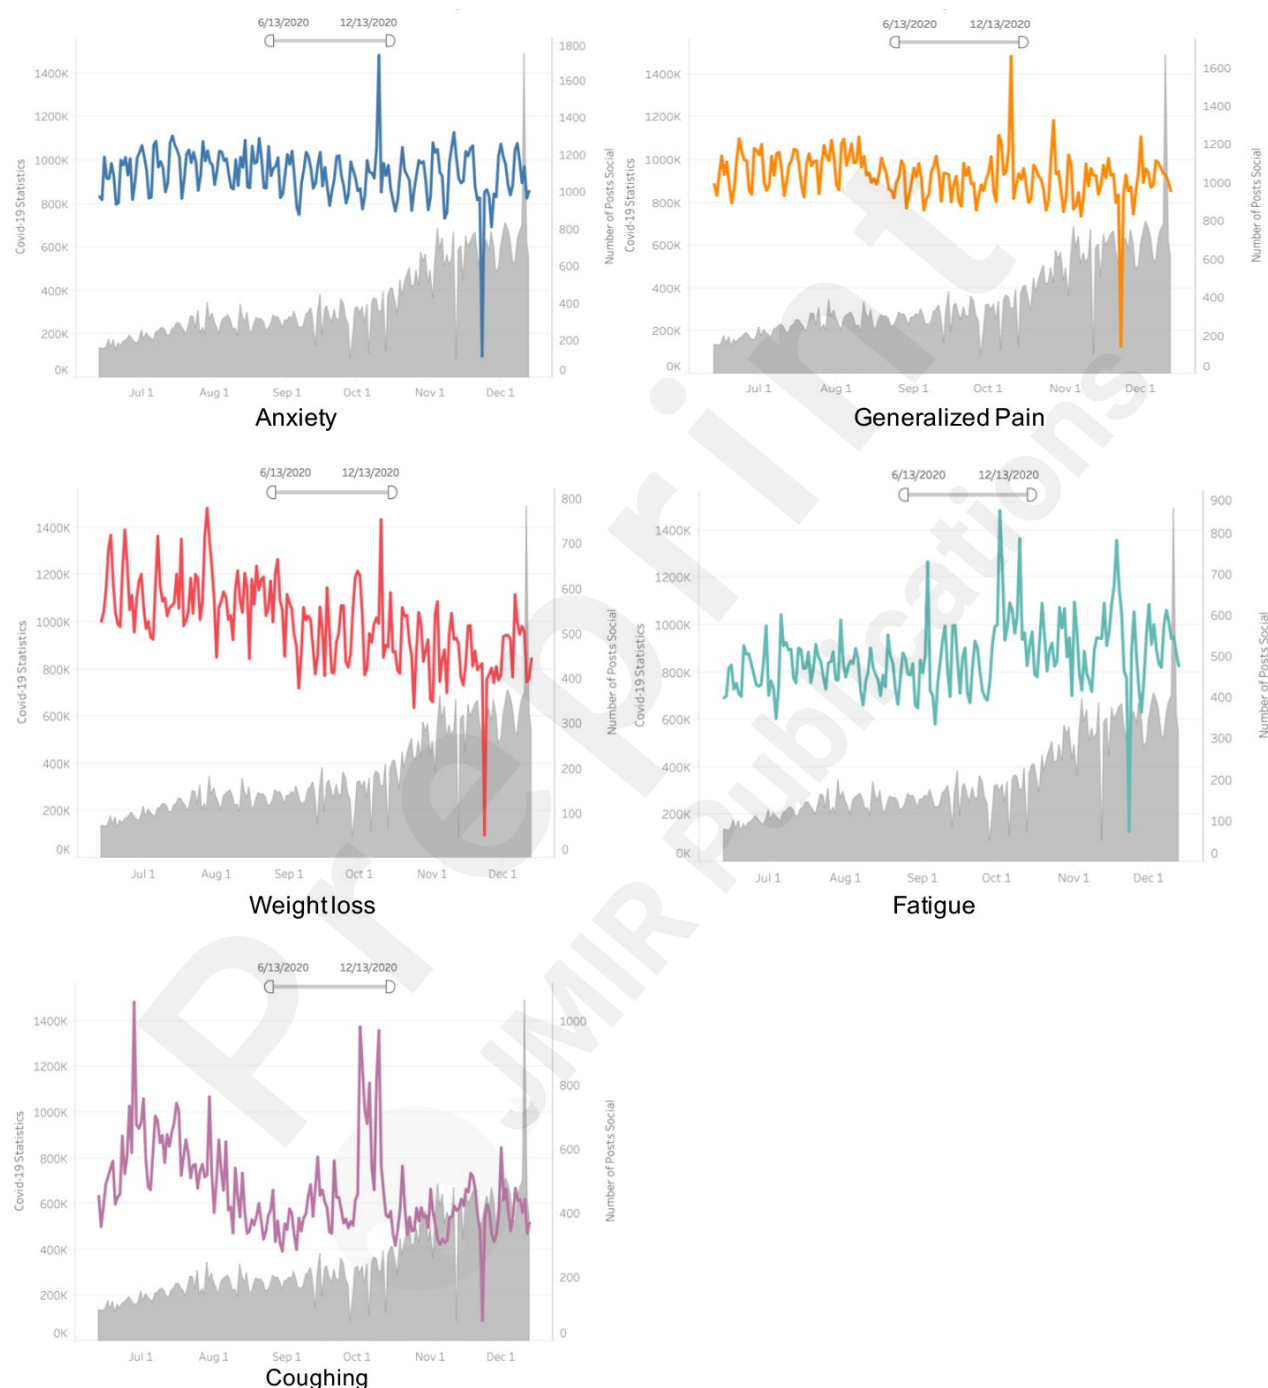 6/13/2020 12/13/2020
1400K
1200K
1000K
800K
600K
400K
200K
0K
Covid-19 Statistics
1800
1600
1400
1200
1000
800
600
400
200
0
Number of Posts Social
Jul 1 Aug 1 Sep 1 Oct 1 Nov 1 Dec 1
Anxiety
6/13/2020 12/13/2020
1400K
1200K
1000K
800K
600K
400K
200K
0K
Covid-19 Statistics
1600
1400
1200
1000
800
600
400
200
0
Number of Posts Social
Jul 1 Aug 1 Sep 1 Oct 1 Nov 1 Dec 1
Generalized Pain
6/13/2020 12/13/2020
1400K
1200K
1000K
800K
600K
400K
200K
0K
Covid-19 Statistics
800
700
600
500
400
300
200
100
0
Number of Posts Social
Jul 1 Aug 1 Sep 1 Oct 1 Nov 1 Dec 1
Weight loss
6/13/2020 12/13/2020
1400K
1200K
1000K
800K
600K
400K
200K
0K
Covid-19 Statistics
900
800
700
600
500
400
300
200
100
0
Number of Posts Social
Jul 1 Aug 1 Sep 1 Oct 1 Nov 1 Dec 1
Fatigue
6/13/2020 12/13/2020
1400K
1200K
1000K
800K
600K
400K
200K
0K
Covid-19 Statistics
1000
800
600
400
200
0
Number of Posts Social
Jul 1 Aug 1 Sep 1 Oct 1 Nov 1 Dec 1
Coughing
Preprint
JMIR Publications